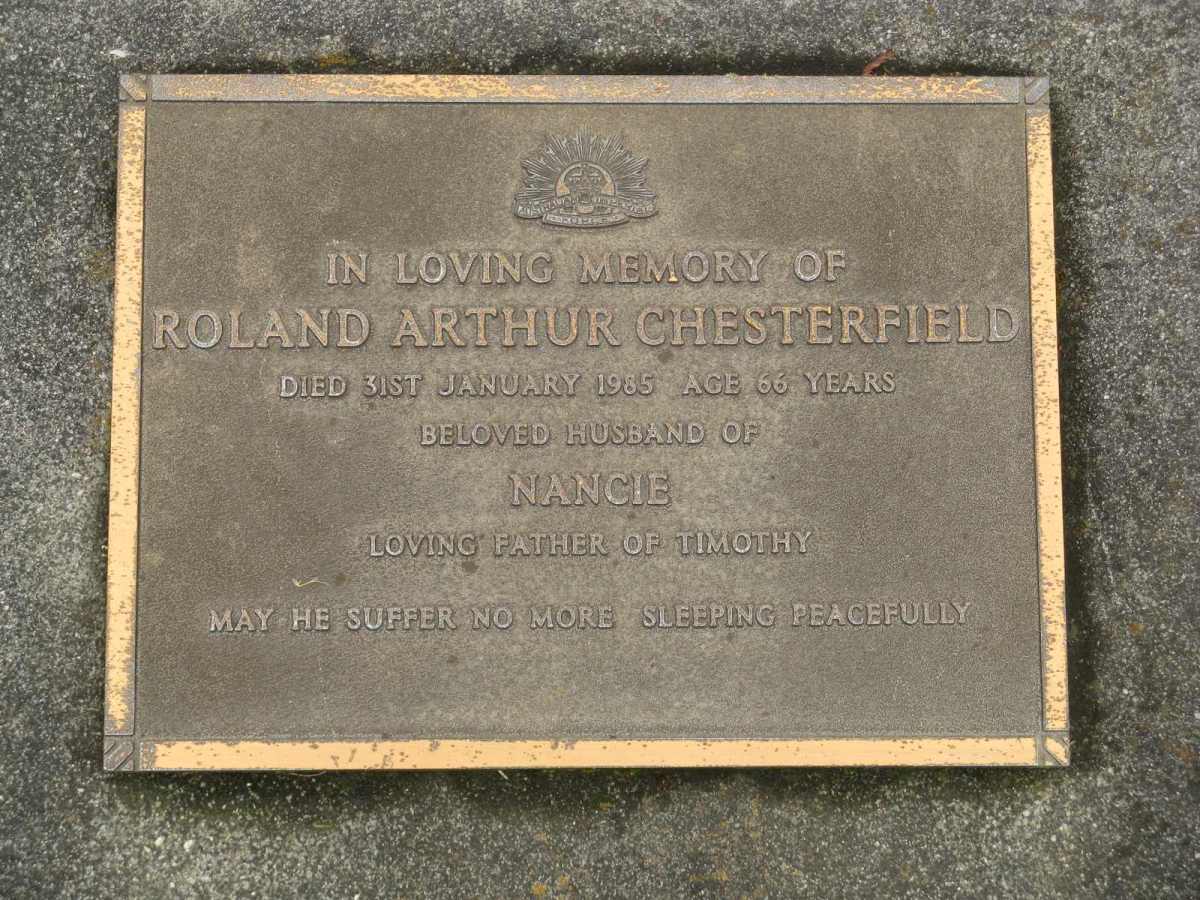 IN LOVING MEMORY OF
ROLAND ARTHUR CHESTERFIELD
DIED 31ST JANUARY 1985 AGE 66 YEARS
BELOVED HUSBAND OF
NANCIE
LOVING FATHER OF TIMOTHY
MAY HE SUFFER NO MORE SLEEPING PEACEFULLY